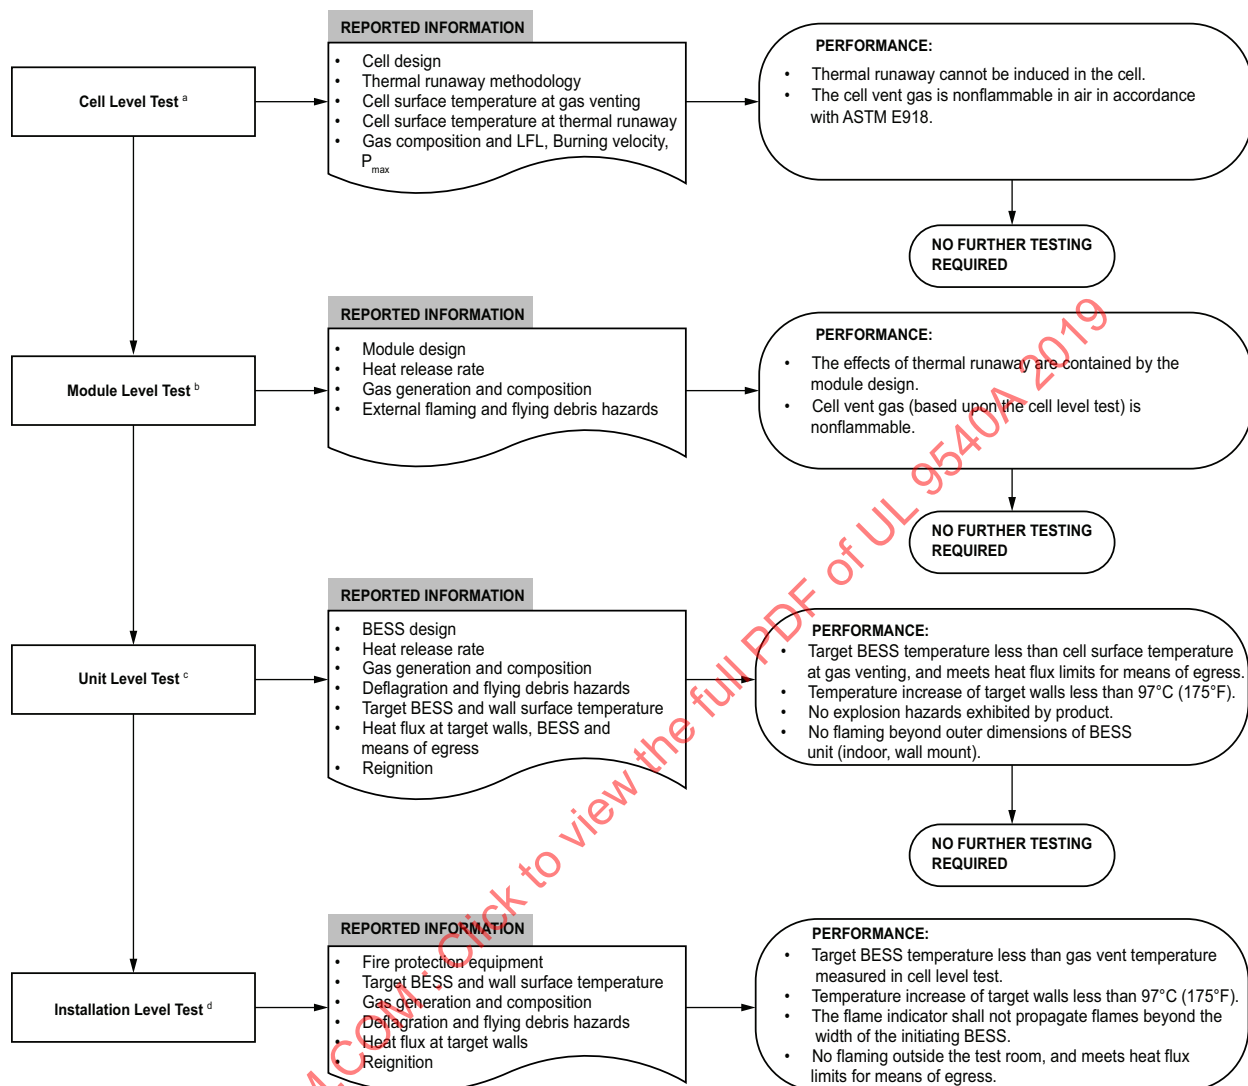 REPORTED INFORMATION
Cell Level Test a
• Cell design
• Thermal runaway methodology
• Cell surface temperature at gas venting
• Cell surface temperature at thermal runaway
• Gas composition and LFL, Burning velocity,
Pmax
PERFORMANCE:
• Thermal runaway cannot be induced in the cell.
• The cell vent gas is nonflammable in air in accordance
with ASTM E918.
NO FURTHER TESTING
REQUIRED
REPORTED INFORMATION
Module Level Test b
• Module design
• Heat release rate
• Gas generation and composition
• External flaming and flying debris hazards
PERFORMANCE:
• The effects of thermal runaway are contained by the
module design.
• Cell vent gas (based upon the cell level test) is
nonflammable.
NO FURTHER TESTING
REQUIRED
REPORTED INFORMATION
Unit Level Test c
• BESS design
• Heat release rate
• Gas generation and composition
• Deflagration and flying debris hazards
• Target BESS and wall surface temperature
• Heat flux at target walls, BESS and
means of egress
• Reignition
PERFORMANCE:
• Target BESS temperature less than cell surface temperature
at gas venting, and meets heat flux limits for means of egress.
• Temperature increase of target walls less than 97°C (175°F).
• No explosion hazards exhibited by product.
• No flaming beyond outer dimensions of BESS
unit (indoor, wall mount).
NO FURTHER TESTING
REQUIRED
REPORTED INFORMATION
Installation Level Test d
• Fire protection equipment
• Target BESS and wall surface temperature
• Gas generation and composition
• Deflagration and flying debris hazards
• Heat flux at target walls
• Reignition
PERFORMANCE:
• Target BESS temperature less than gas vent temperature
measured in cell level test.
• Temperature increase of target walls less than 97°C (175°F).
• The flame indicator shall not propagate flames beyond the
width of the initiating BESS.
• No flaming outside the test room, and meets heat flux
limits for means of egress.
M.COM : Click to view the full PDF of UL 9540A 2019